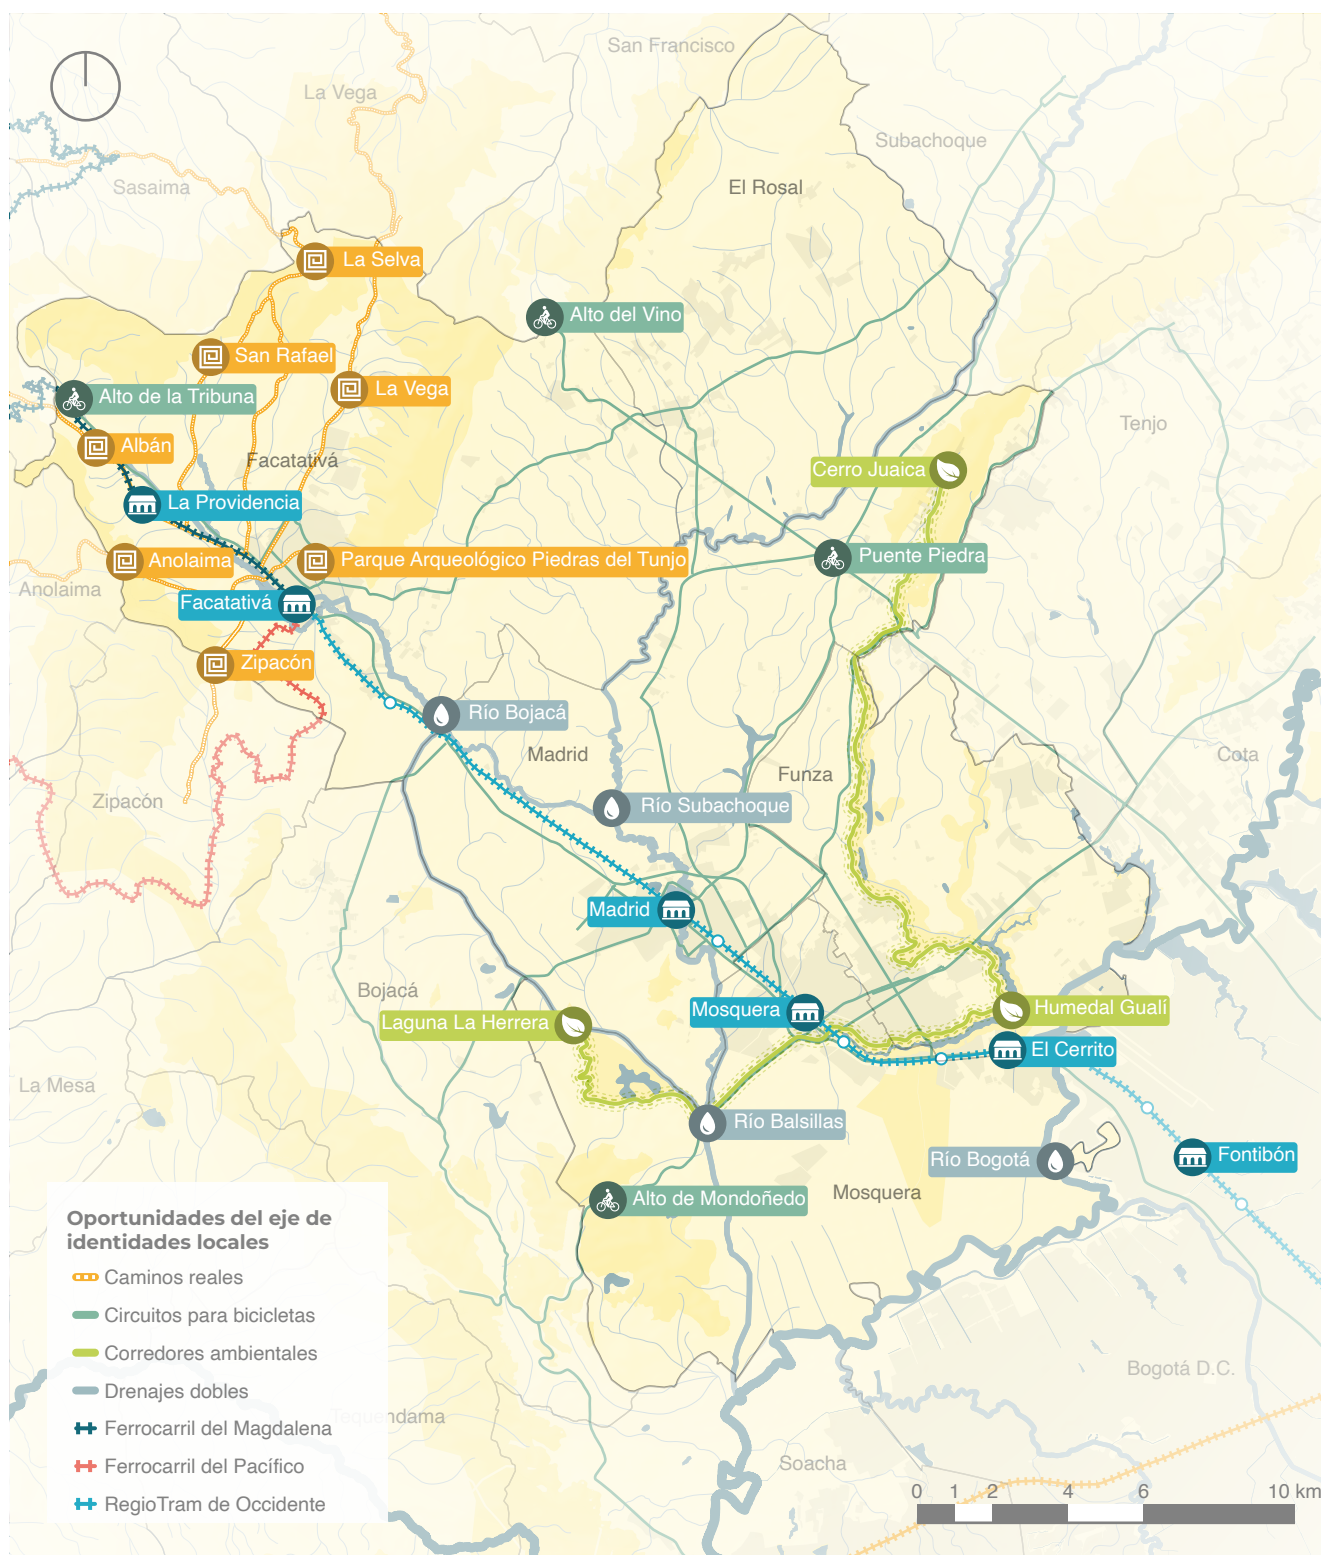 San Francisco
La Vega
Subachoque
Sasaima
El Rosal
La Selva
Alto del Vino
San Rafael
La Vega
Alto de la Tribuna
Tenjo
Albán
Facatativá
Cerro Juaica
La Providencia
Puente Piedra
Anolaima
Parque Arqueológico Piedras del Tunjo
Anolaima
Facatativá
Zipacón
Río Bojacá
Madrid
Cota
Funza
Zipacón
Río Subachoque
Madrid
Bojacá
Mosquera
Humedal Gualí
Laguna La Herrera
El Cerrito
La Mesa
Río Balsillas
Río Bogotá
Fontibón
Alto de Mondoñedo
Mosquera
Oportunidades del eje de
identidades locales
Caminos reales
Circuitos para bicicletas
Corredores ambientales
Drenajes dobles
Ferrocarril del Magdalena
Ferrocarril del Pacífico
RegioTram de Occidente
Bogotá D.C.
Tequendama
Soacha
0 1 2 4 6 10 km